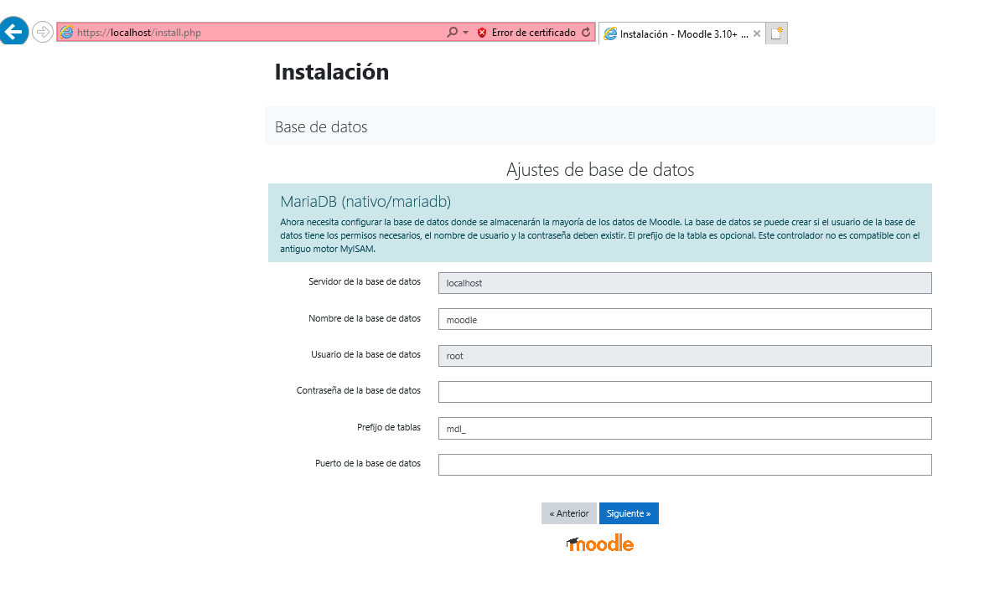 https://localhost/install.php
Error de certificado
Instalación - Moodle 3.10+ ...
Instalación
Base de datos
Ajustes de base de datos
MariaDB (nativo/mariadb)
Ahora necesita configurar la base de datos donde se almacenarán la mayoría de los datos de Moodle. La base de datos se puede crear si el usuario de la base de
datos tiene los permisos necesarios, el nombre de usuario y la contraseña deben existir. El prefijo de la tabla es opcional. Este controlador no es compatible con el
antiguo motor MyISAM.
Servidor de la base de datos
localhost
Nombre de la base de datos
moodle
Usuario de la base de datos
root
Contraseña de la base de datos
Prefijo de tablas
mdl_
Puerto de la base de datos
« Anterior
Siguiente »
moodle